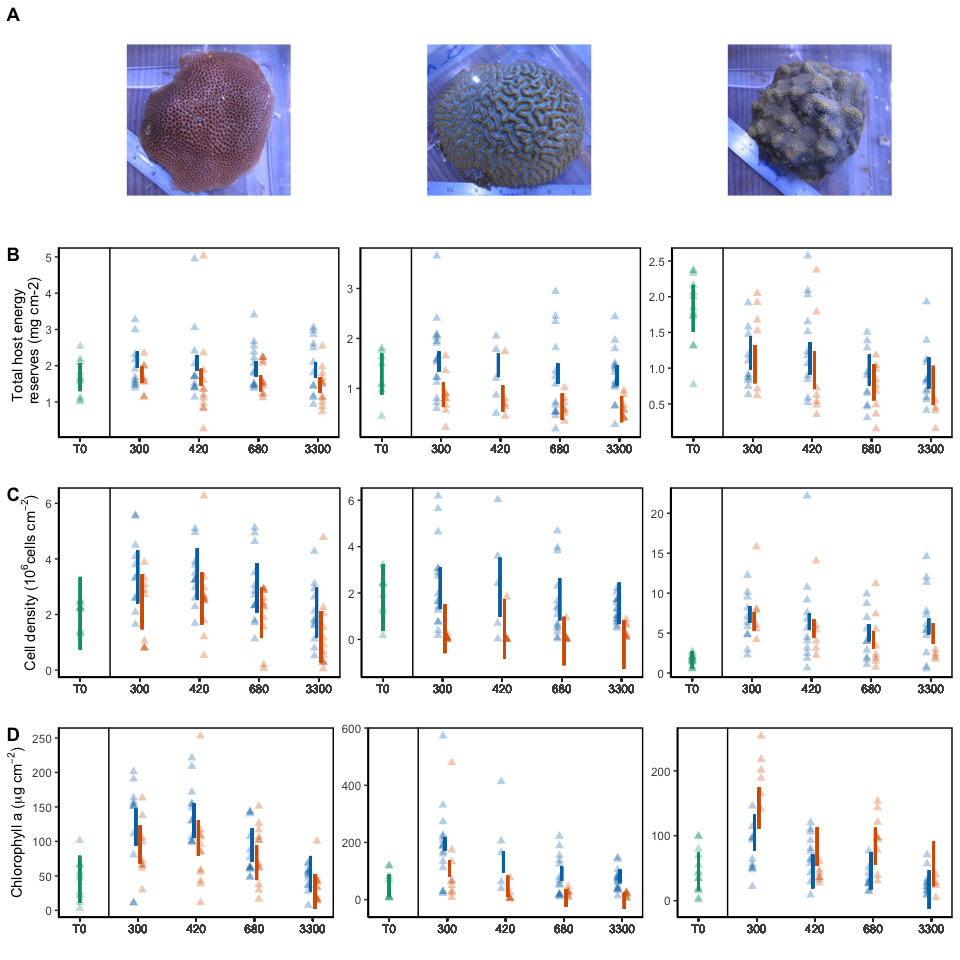 A
B
Total host energy
reserves (mg cm-2)
5
4
3
2
1
T0 300 420 680 3300
3
2
1
T0 300 420 680 3300
2.5
2.0
1.5
1.0
0.5
T0 300 420 680 3300
C
Cell density (10⁶cells cm⁻²)
6
4
2
0
T0 300 420 680 3300
6
4
2
0
T0 300 420 680 3300
20
15
10
5
0
T0 300 420 680 3300
D
Chlorophyll a (µg cm⁻²)
250
200
150
100
50
0
T0 300 420 680 3300
600
400
200
0
T0 300 420 680 3300
200
100
0
T0 300 420 680 3300